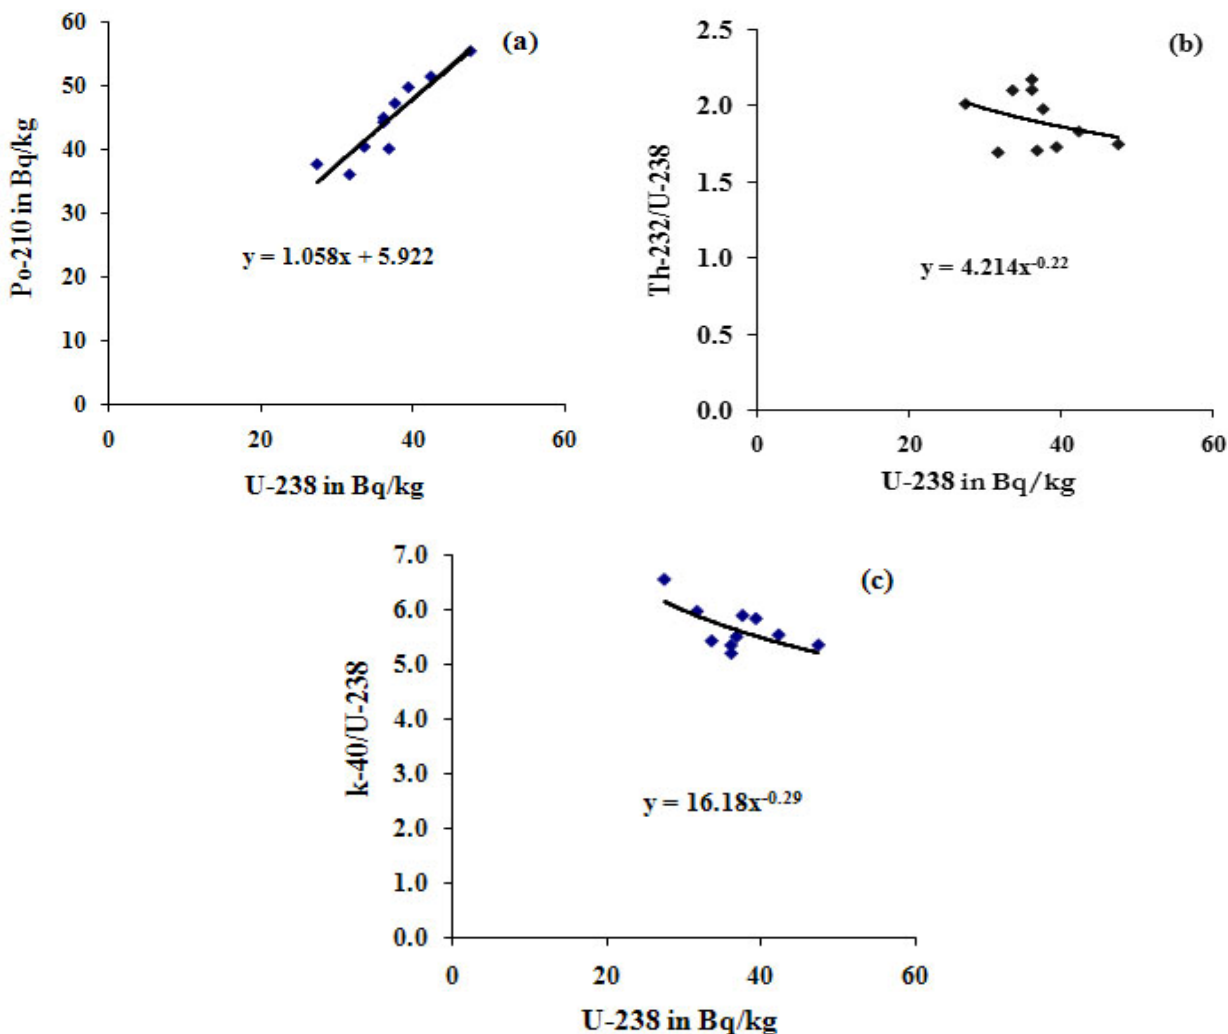 (a)
60
50
40
30
20
10
0
Po-210 in Bq/kg
y = 1.058x + 5.922
0 20 40 60
U-238 in Bq/kg
(b)
2.5
2.0
1.5
1.0
0.5
0.0
Th-232/U-238
y = 4.214x^-0.22
0 20 40 60
U-238 in Bq/kg
(c)
7.0
6.0
5.0
4.0
3.0
2.0
1.0
0.0
k-40/U-238
y = 16.18x^-0.29
0 20 40 60
U-238 in Bq/kg